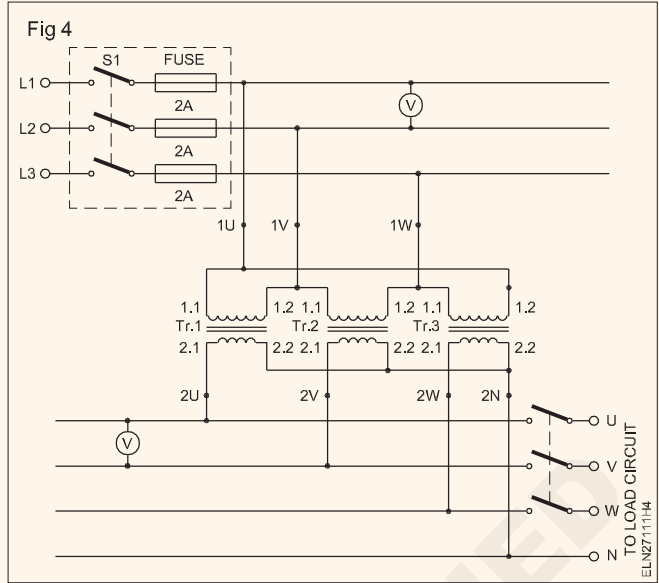 Fig 4
S1 FUSE
L1
2A
L2
2A
L3
2A
V
1U 1V 1W
1.1 1.2 1.1 1.2 1.1 1.2
Tr.1 Tr.2 Tr.3
2.1 2.2 2.1 2.2 2.1 2.2
2U 2V 2W 2N
U
V
V
W
N
TO LOAD CIRCUIT
ELN27111H4